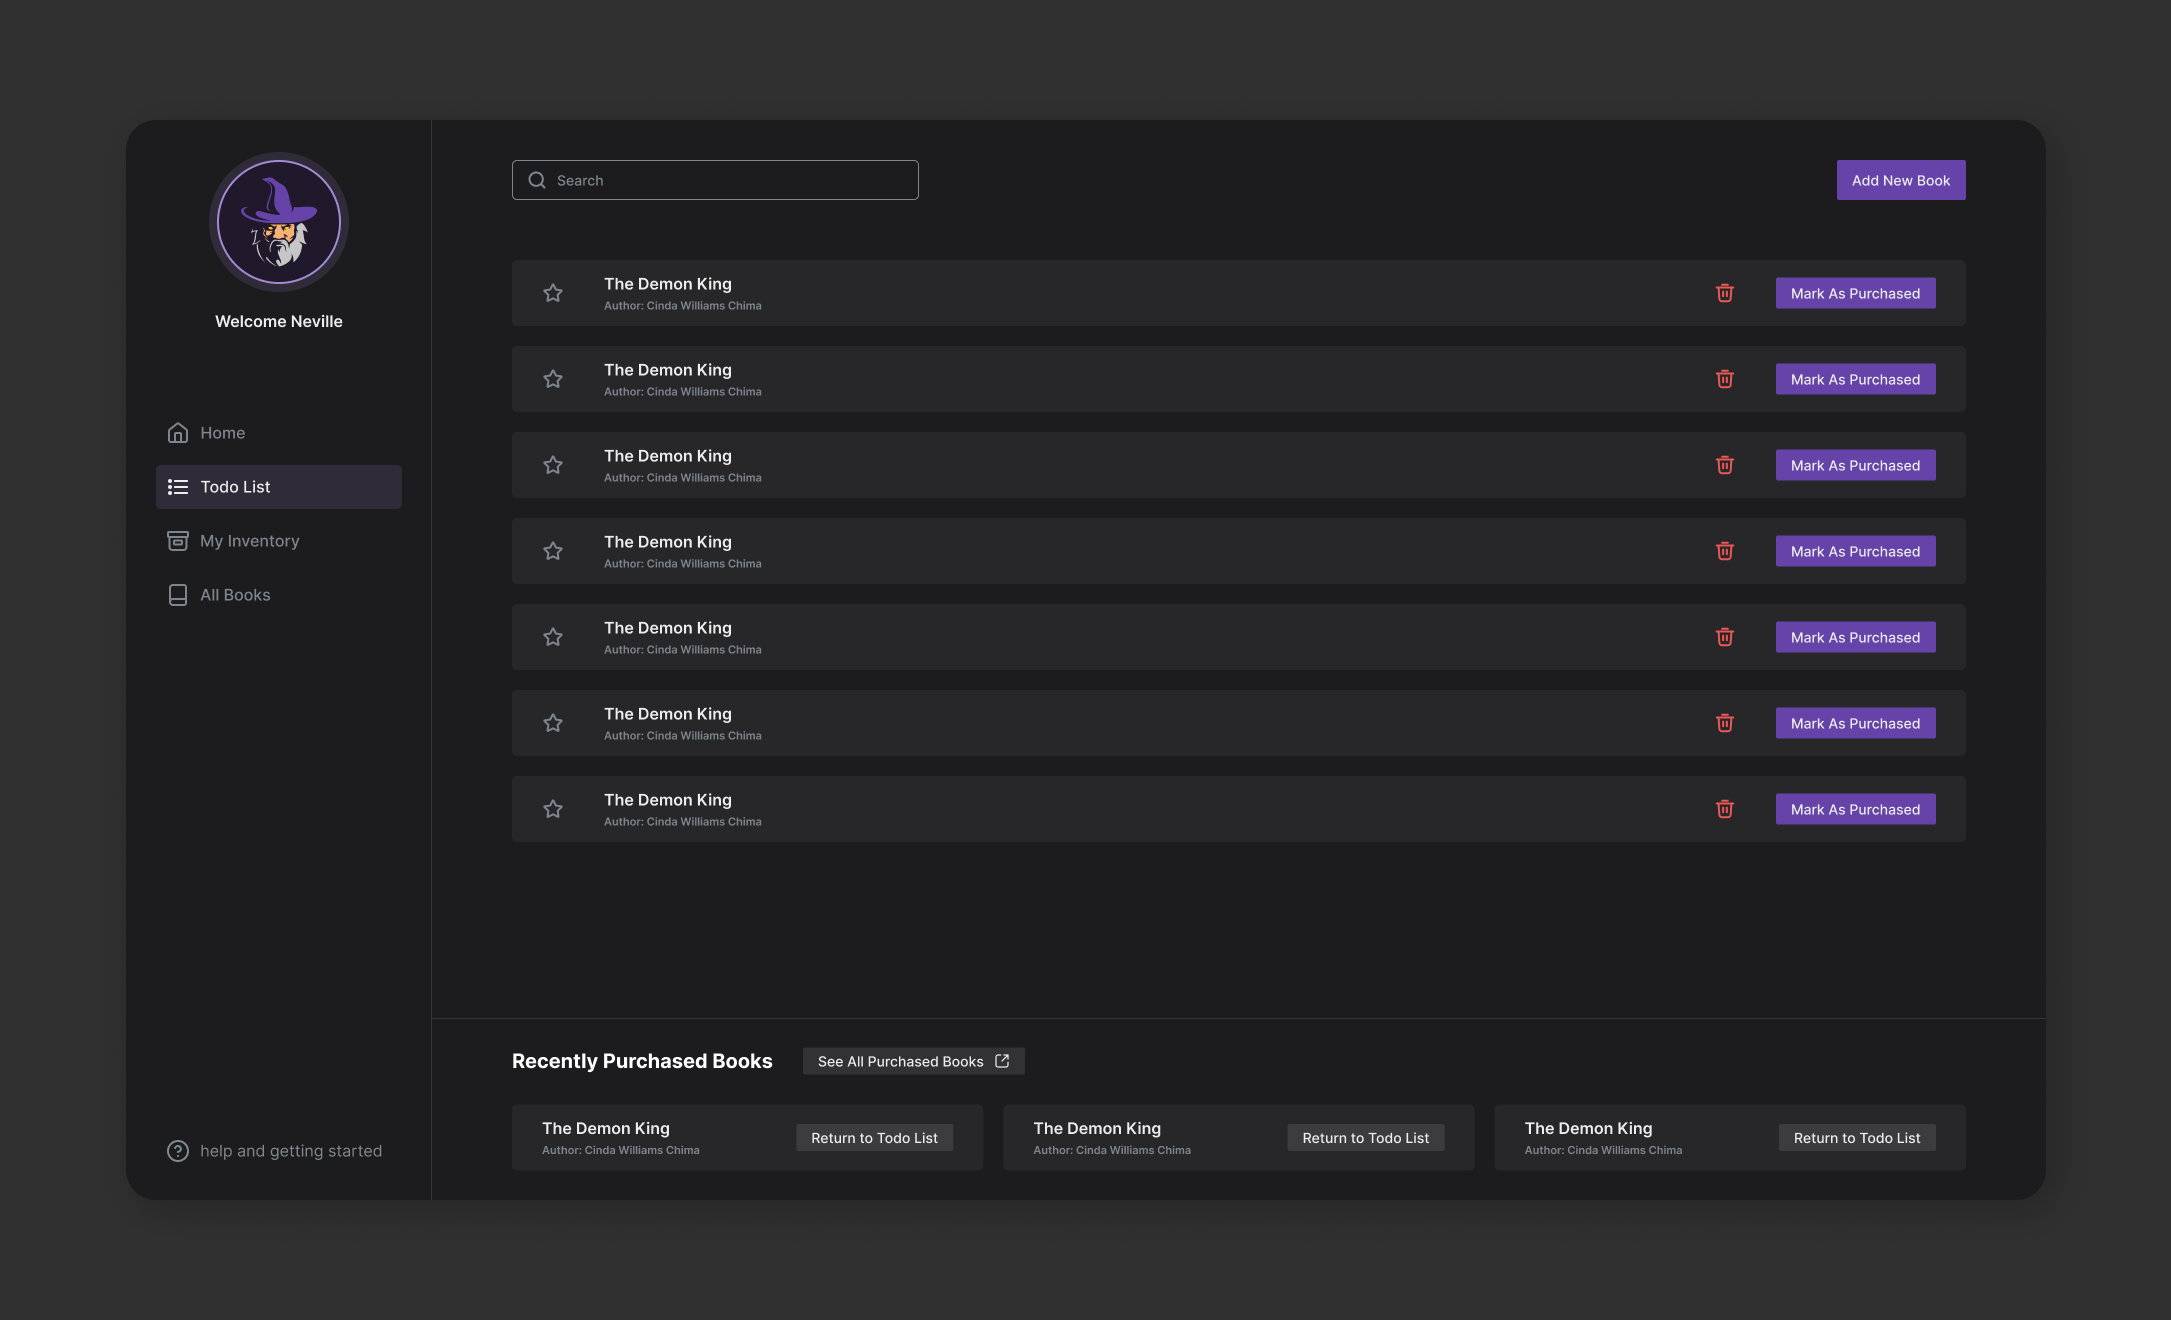 Welcome Neville
Home
Todo List
My Inventory
All Books
help and getting started
Search
Add New Book
The Demon King
Author: Cinda Williams Chima
Mark As Purchased
The Demon King
Author: Cinda Williams Chima
Mark As Purchased
The Demon King
Author: Cinda Williams Chima
Mark As Purchased
The Demon King
Author: Cinda Williams Chima
Mark As Purchased
The Demon King
Author: Cinda Williams Chima
Mark As Purchased
The Demon King
Author: Cinda Williams Chima
Mark As Purchased
The Demon King
Author: Cinda Williams Chima
Mark As Purchased
Recently Purchased Books
See All Purchased Books
The Demon King
Author: Cinda Williams Chima
Return to Todo List
The Demon King
Author: Cinda Williams Chima
Return to Todo List
The Demon King
Author: Cinda Williams Chima
Return to Todo List